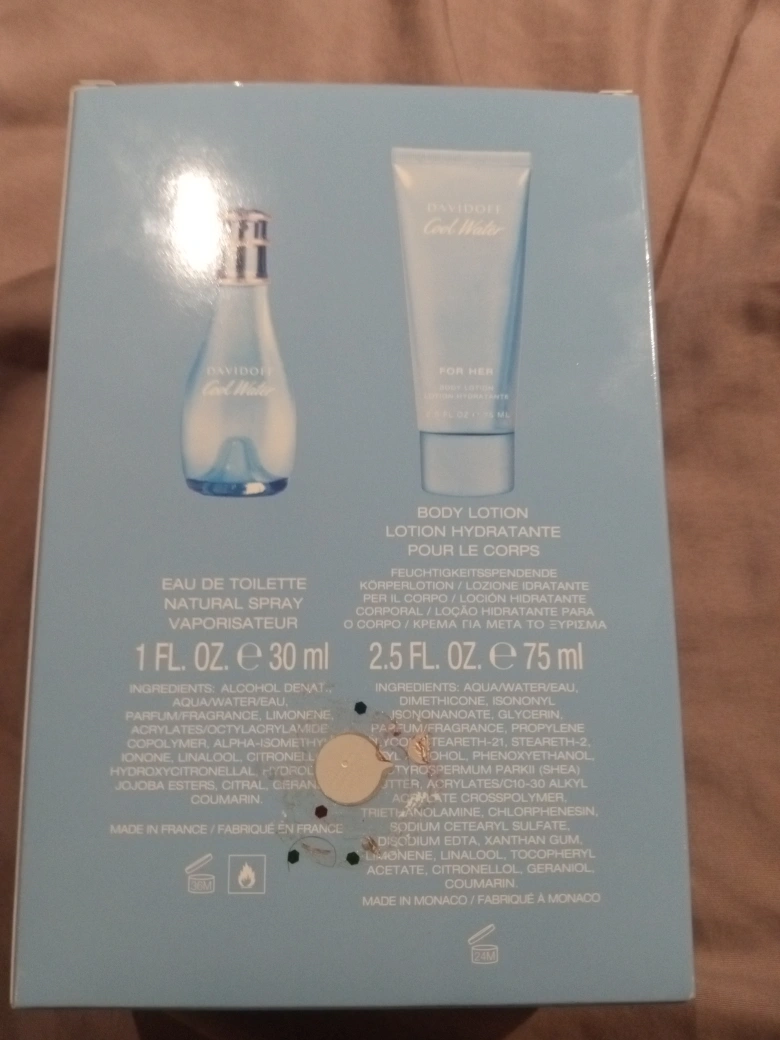 DAVIDOFF
Cool Water
DAVIDOFF
Cool Water
FOR HER
BODY LOTION
LOTION HYDRATANTE
2.5 FL OZ / 75 ML
EAU DE TOILETTE
NATURAL SPRAY
VAPORISATEUR
1 FL. OZ. e 30 ml
INGREDIENTS: ALCOHOL DENAT.,
AQUA/WATER/EAU,
PARFUM/FRAGRANCE, LIMONENE,
ACRYLATES/OCTYLACRYLAMIDE
COPOLYMER, ALPHA-ISOMETHYL
IONONE, LINALOOL,
HYDROXYCITRONELLAL,
JOJOBA ESTERS, CITRAL,
COUMARIN.
MADE IN FRANCE / FABRIQUÉ EN FRANCE
36M
BODY LOTION
LOTION HYDRATANTE
POUR LE CORPS
FEUCHTIGKEITSSPENDENDE
KÖRPERLOTION / LOZIONE IDRATANTE
PER IL CORPO / LOCIÓN HIDRATANTE
CORPORAL / LOÇÃO HIDRATANTE PARA
O CORPO / ΚΡΕΜΑ ΓΙΑ ΜΕΤΑ ΤΟ ΞΥΡΙΣΜΑ
2.5 FL. OZ. e 75 ml
INGREDIENTS: AQUA/WATER/EAU,
DIMETHICONE, ISONONYL
ISONONANOATE, GLYCERIN,
PARFUM/FRAGRANCE, PROPYLENE
STEARETH-21, STEARETH-2,
PHENOXYETHANOL,
PARKII (SHEA)
BUTTER, ACRYLATES/C10-30 ALKYL
ACRYLATE CROSSPOLYMER,
TRIETHANOLAMINE, CHLORPHENESIN,
SODIUM CETEARYL SULFATE,
DISODIUM EDTA, XANTHAN GUM,
LIMONENE, LINALOOL, TOCOPHERYL
ACETATE, CITRONELLOL, GERANIOL,
COUMARIN.
MADE IN MONACO / FABRIQUÉ À MONACO
24M